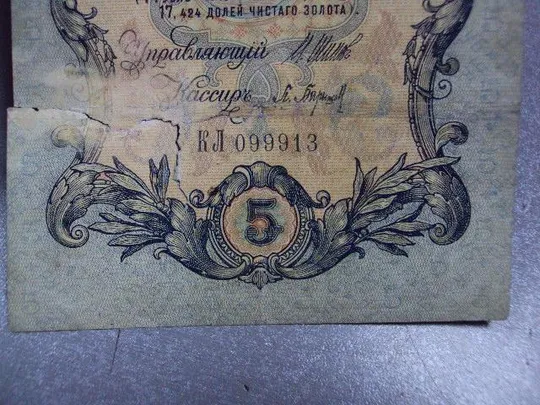 17, 424 ДОЛЕЙ ЧИСТАГО ЗОЛОТА).
Управляющій
Кассиръ
КЛ 099913
5